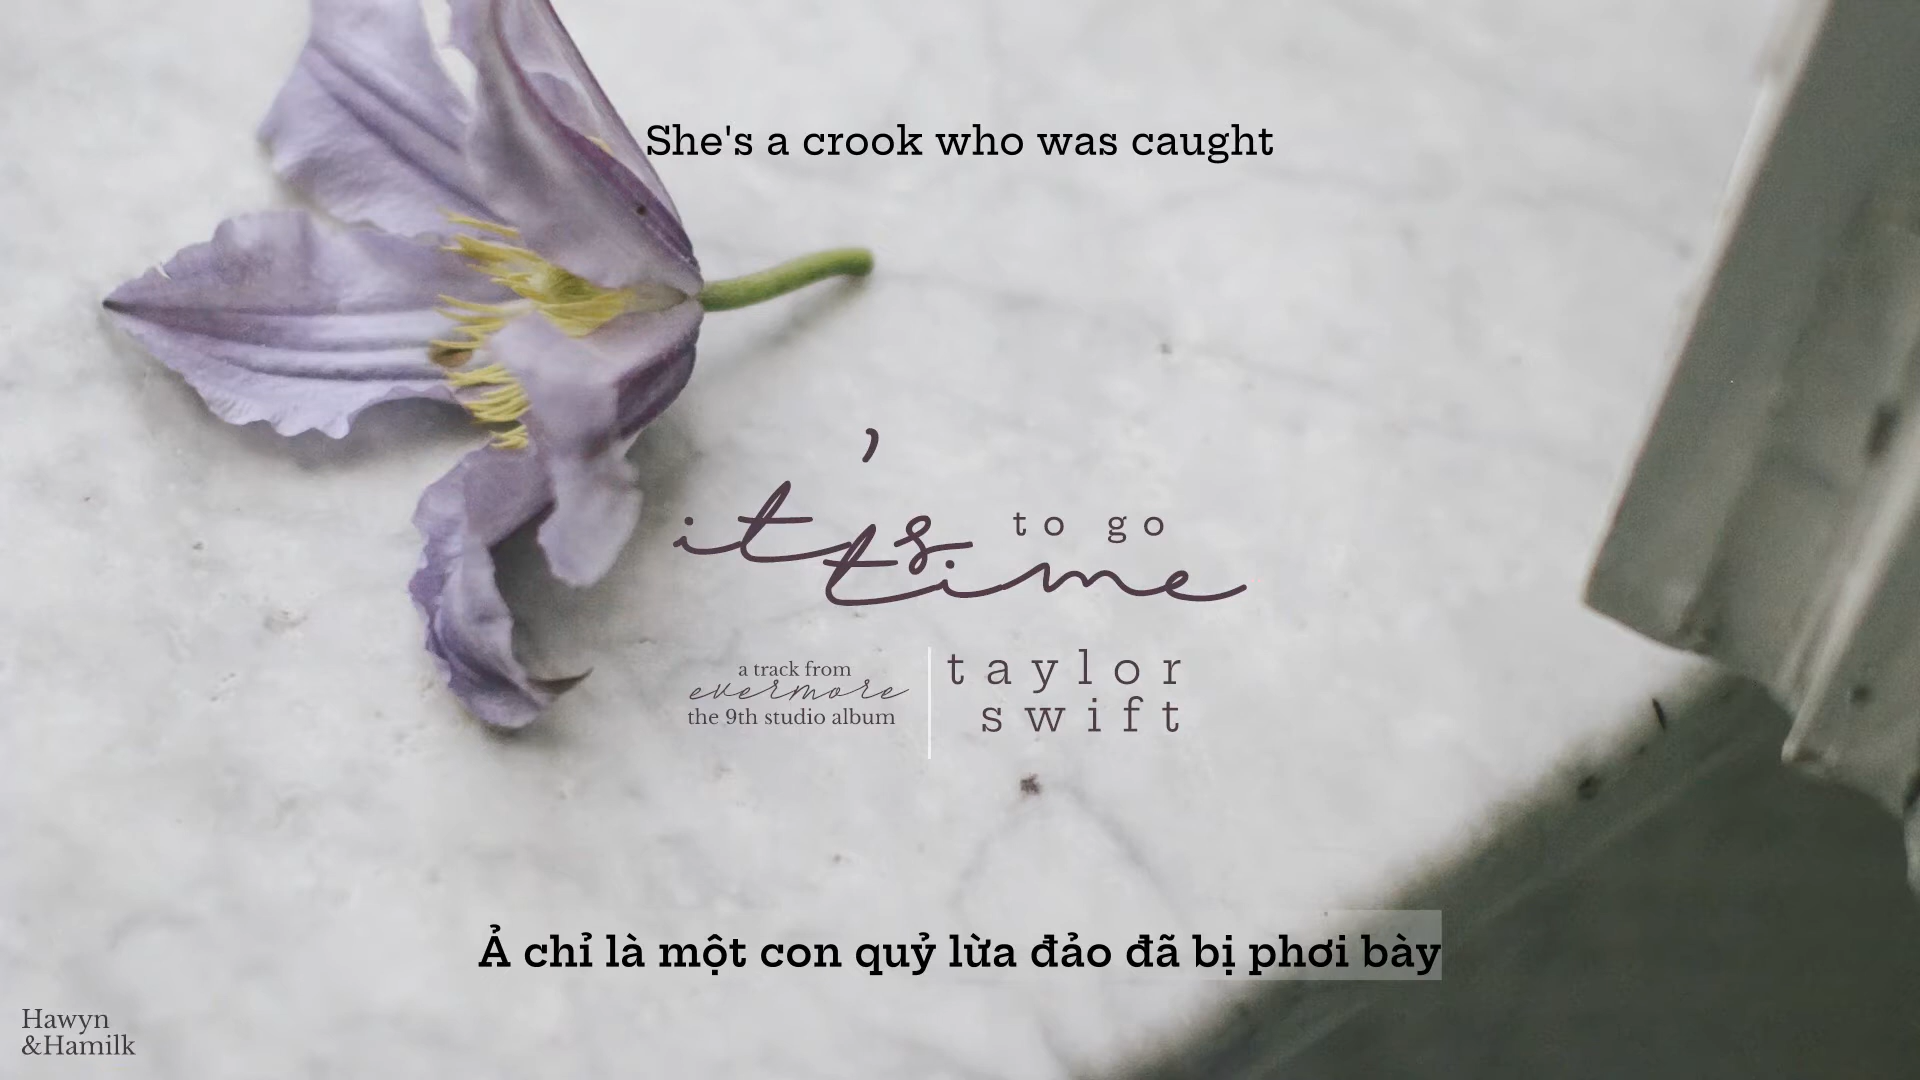 She's a crook who was caught
it's
to go
time
a track from
evermore
the 9th studio album
taylor
swift
Ả chỉ là một con quỷ lừa đảo đã bị phơi bày
Hawyn
&Hamilk